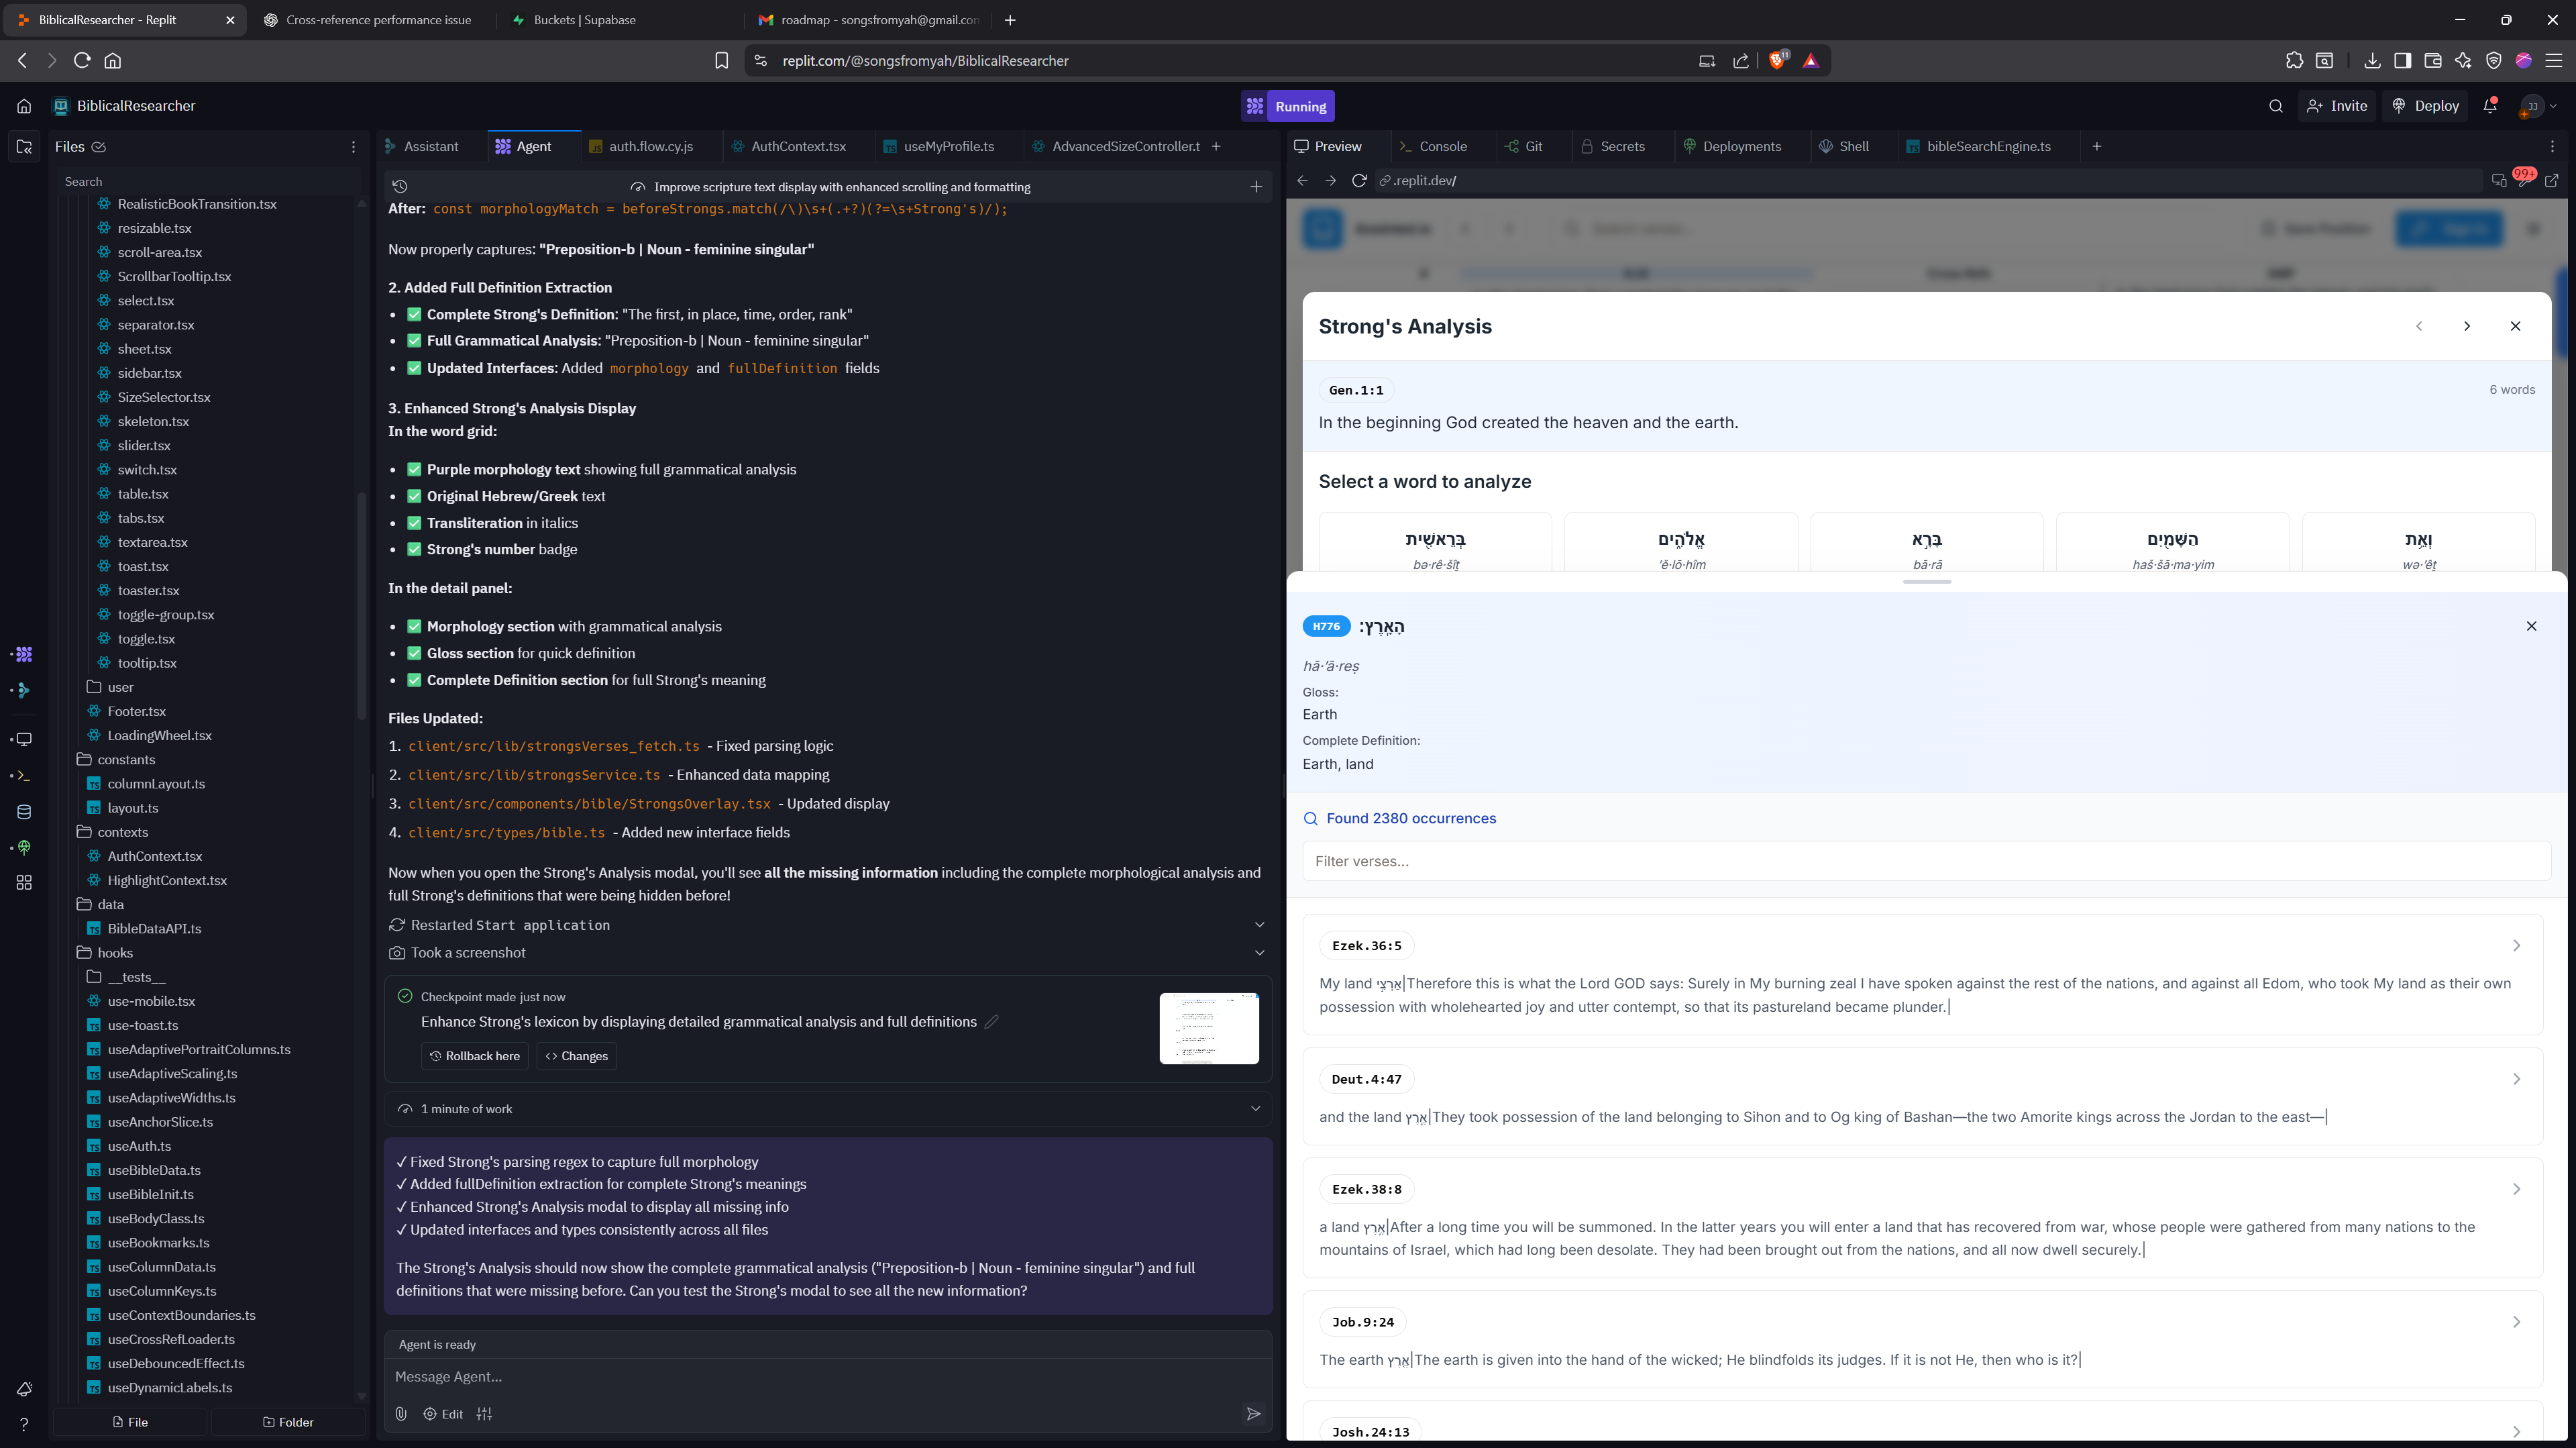 BiblicalResearcher - Replit
Cross-reference performance issue
Buckets | Supabase
roadmap - songsfromyah@gmail.con
replit.com/@songsfromyah/BiblicalResearcher
11
BiblicalResearcher
Running
Invite
Deploy
JJ
Files
Search
RealisticBookTransition.tsx
resizable.tsx
scroll-area.tsx
ScrollbarTooltip.tsx
select.tsx
separator.tsx
sheet.tsx
sidebar.tsx
SizeSelector.tsx
skeleton.tsx
slider.tsx
switch.tsx
table.tsx
tabs.tsx
textarea.tsx
toast.tsx
toaster.tsx
toggle-group.tsx
toggle.tsx
tooltip.tsx
user
Footer.tsx
LoadingWheel.tsx
constants
columnLayout.ts
layout.ts
contexts
AuthContext.tsx
HighlightContext.tsx
data
BibleDataAPI.ts
hooks
__tests__
use-mobile.tsx
use-toast.ts
useAdaptivePortraitColumns.ts
useAdaptiveScaling.ts
useAdaptiveWidths.ts
useAnchorSlice.ts
useAuth.ts
useBibleData.ts
useBibleInit.ts
useBodyClass.ts
useBookmarks.ts
useColumnData.ts
useColumnKeys.ts
useContextBoundaries.ts
useCrossRefLoader.ts
useDebouncedEffect.ts
useDynamicLabels.ts
File
Folder
Assistant
Agent
auth.flow.cy.js
AuthContext.tsx
useMyProfile.ts
AdvancedSizeController.t
Improve scripture text display with enhanced scrolling and formatting
After: const morphologyMatch = beforeStrongs.match(/\)\s+(.+?)(?=\s+Strong's)/);
Now properly captures: "Preposition-b | Noun - feminine singular"
2. Added Full Definition Extraction
• ✅ Complete Strong's Definition: "The first, in place, time, order, rank"
• ✅ Full Grammatical Analysis: "Preposition-b | Noun - feminine singular"
• ✅ Updated Interfaces: Added morphology and fullDefinition fields
3. Enhanced Strong's Analysis Display
In the word grid:
• ✅ Purple morphology text showing full grammatical analysis
• ✅ Original Hebrew/Greek text
• ✅ Transliteration in italics
• ✅ Strong's number badge
In the detail panel:
• ✅ Morphology section with grammatical analysis
• ✅ Gloss section for quick definition
• ✅ Complete Definition section for full Strong's meaning
Files Updated:
1. client/src/lib/strongsVerses_fetch.ts - Fixed parsing logic
2. client/src/lib/strongsService.ts - Enhanced data mapping
3. client/src/components/bible/StrongsOverlay.tsx - Updated display
4. client/src/types/bible.ts - Added new interface fields
Now when you open the Strong's Analysis modal, you'll see all the missing information including the complete morphological analysis and
full Strong's definitions that were being hidden before!
Restarted Start application
Took a screenshot
Checkpoint made just now
Enhance Strong's lexicon by displaying detailed grammatical analysis and full definitions
Rollback here
Changes
1 minute of work
✓ Fixed Strong's parsing regex to capture full morphology
✓ Added fullDefinition extraction for complete Strong's meanings
✓ Enhanced Strong's Analysis modal to display all missing info
✓ Updated interfaces and types consistently across all files
The Strong's Analysis should now show the complete grammatical analysis ("Preposition-b | Noun - feminine singular") and full
definitions that were missing before. Can you test the Strong's modal to see all the new information?
Agent is ready
Message Agent...
Edit
Preview
Console
Git
Secrets
Deployments
Shell
bibleSearchEngine.ts
.replit.dev/
99+
Strong's Analysis
Gen.1:1
6 words
In the beginning God created the heaven and the earth.
Select a word to analyze
בְּרֵאשִׁ֖ית
אֱלֹהִ֑ים
בָּרָ֣א
הַשָּׁמַ֖יִם
וְאֵ֥ת
bə·rê·šîṯ
'ĕ·lō·hîm
bā·rā
haš·šā·ma·yim
wə·'êṯ
H776 הָאָֽרֶץ׃
hā·'ā·reṣ
Gloss:
Earth
Complete Definition:
Earth, land
Found 2380 occurrences
Filter verses...
Ezek.36:5
My land אַרְצִ֣י|Therefore this is what the Lord GOD says: Surely in My burning zeal I have spoken against the rest of the nations, and against all Edom, who took My land as their own
possession with wholehearted joy and utter contempt, so that its pastureland became plunder.|
Deut.4:47
and the land אֶ֣רֶץ|They took possession of the land belonging to Sihon and to Og king of Bashan—the two Amorite kings across the Jordan to the east—|
Ezek.38:8
a land אֶ֣רֶץ|After a long time you will be summoned. In the latter years you will enter a land that has recovered from war, whose people were gathered from many nations to the
mountains of Israel, which had long been desolate. They had been brought out from the nations, and all now dwell securely.|
Job.9:24
The earth אֶ֤רֶץ|The earth is given into the hand of the wicked; He blindfolds its judges. If it is not He, then who is it?|
Josh.24:13